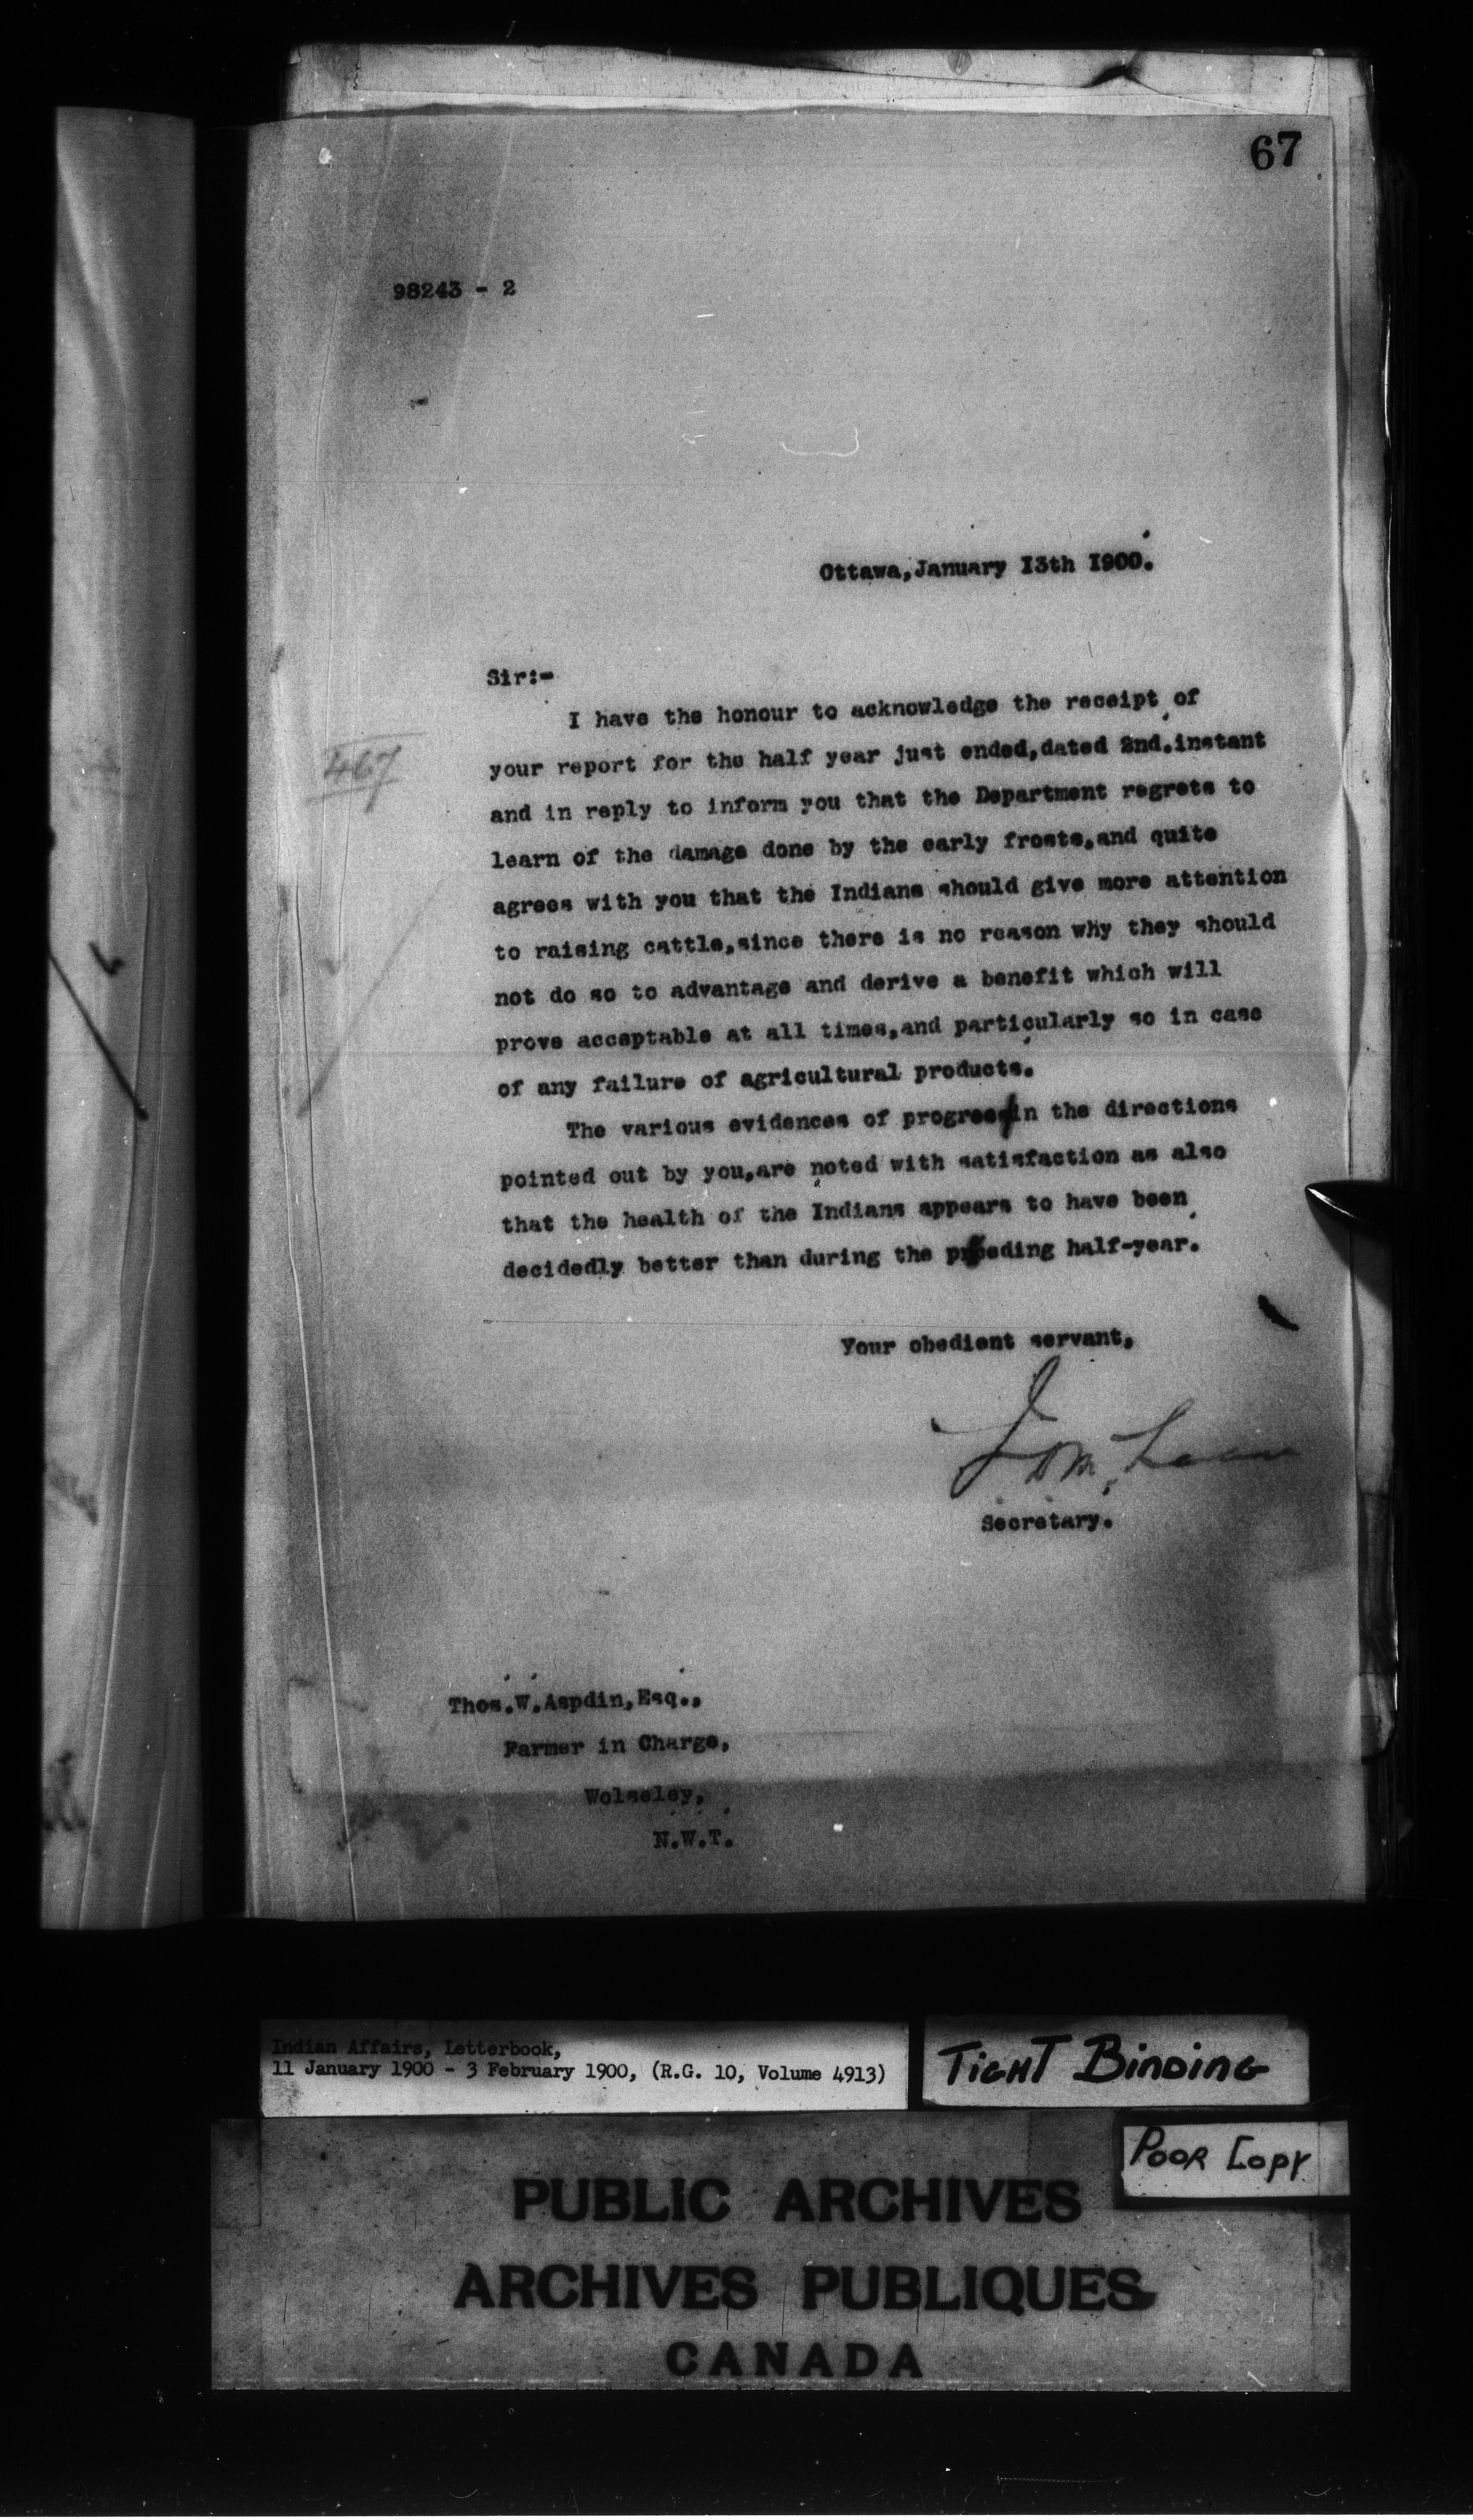 67
98243 - 2
Ottawa,January 13th 1900.
Sir:-
I have the honour to acknowledge the receipt of
467
your report for the half year just ended,dated 2nd.instant
and in reply to inform you that the Department regrets to
learn of the damage done by the early frosts,and quite
agrees with you that the Indians should give more attention
to raising cattle,since there is no reason why they should
not do so to advantage and derive a benefit which will
prove acceptable at all times,and particularly so in case
of any failure of agricultural products.
The various evidences of progress in the directions
pointed out by you,are noted with satisfaction as also
that the health of the Indians appears to have been
decidedly better than during the half-year.
Your obedient servant,
J D McLean
Secretary.
Thos.W.Aspdin,Esq.,
Farmer in Charge,
Wolseley,
N.W.T.
Indian Affairs, Letterbook,
11 January 1900 - 3 February 1900, (R.G. 10, Volume 4913)
TIGHT BINDING
POOR COPY
PUBLIC ARCHIVES
ARCHIVES PUBLIQUES
CANADA